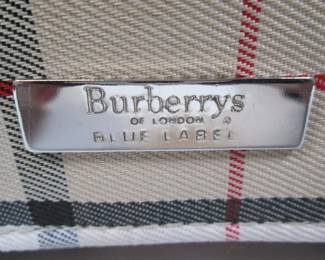 Burberrys
OF LONDON ®
BLUE LABEL